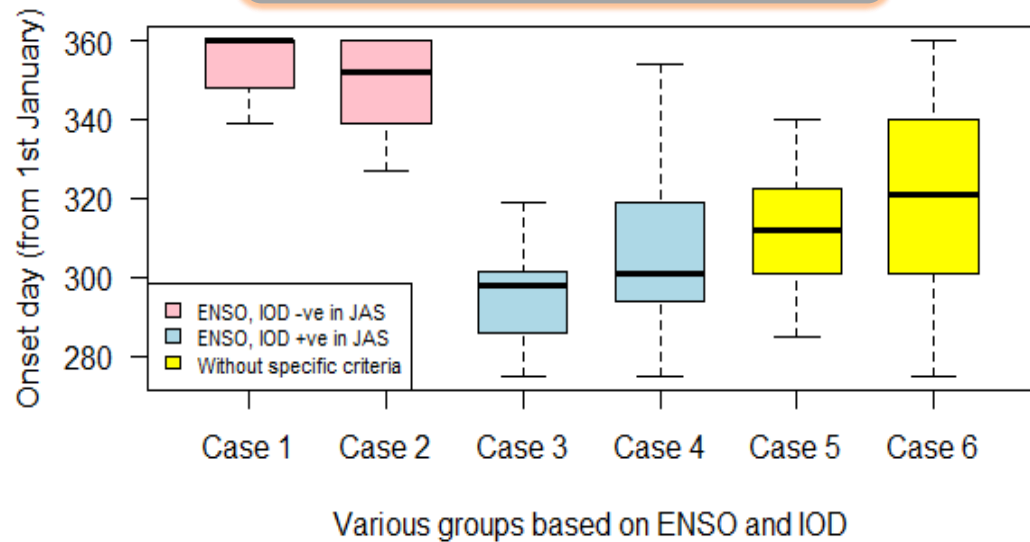 Onset day (from 1st January)
360
340
320
300
280
ENSO, IOD -ve in JAS
ENSO, IOD +ve in JAS
Without specific criteria
Case 1 Case 2 Case 3 Case 4 Case 5 Case 6
Various groups based on ENSO and IOD